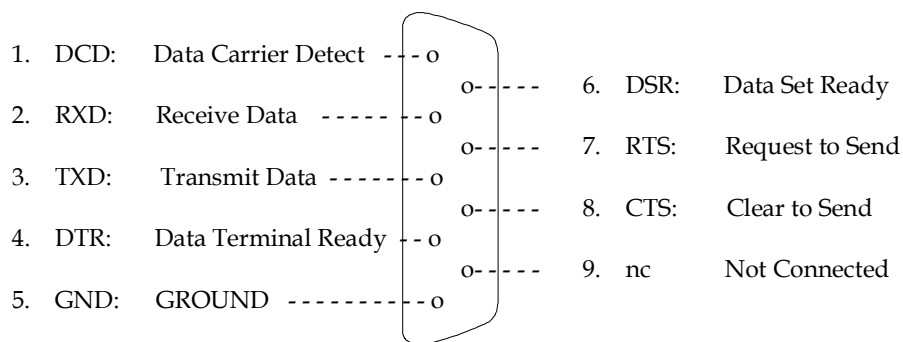 1. DCD: Data Carrier Detect
2. RXD: Receive Data
3. TXD: Transmit Data
4. DTR: Data Terminal Ready
5. GND: GROUND
6. DSR: Data Set Ready
7. RTS: Request to Send
8. CTS: Clear to Send
9. nc Not Connected